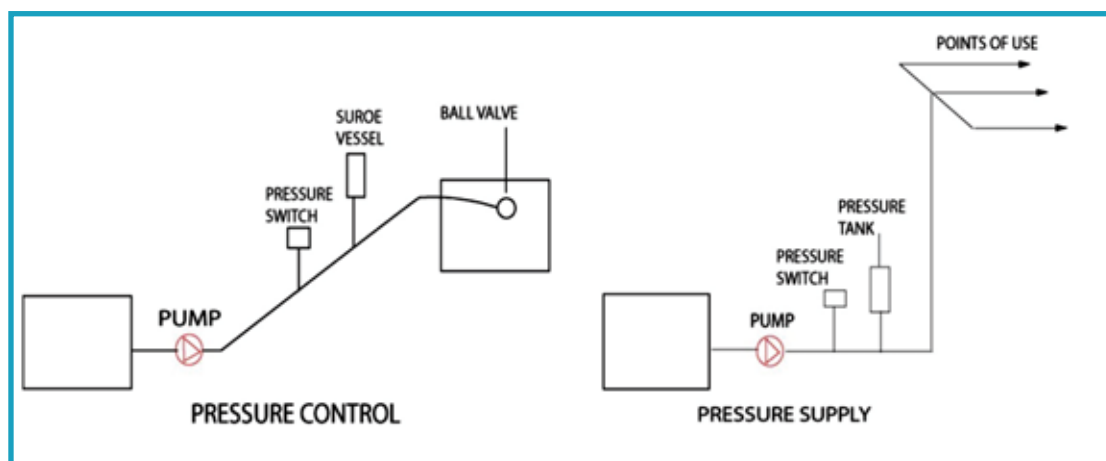 SUROE
VESSEL
BALL VALVE
PRESSURE
SWITCH
PUMP
PRESSURE CONTROL
POINTS OF USE
PRESSURE
TANK
PRESSURE
SWITCH
PUMP
PRESSURE SUPPLY